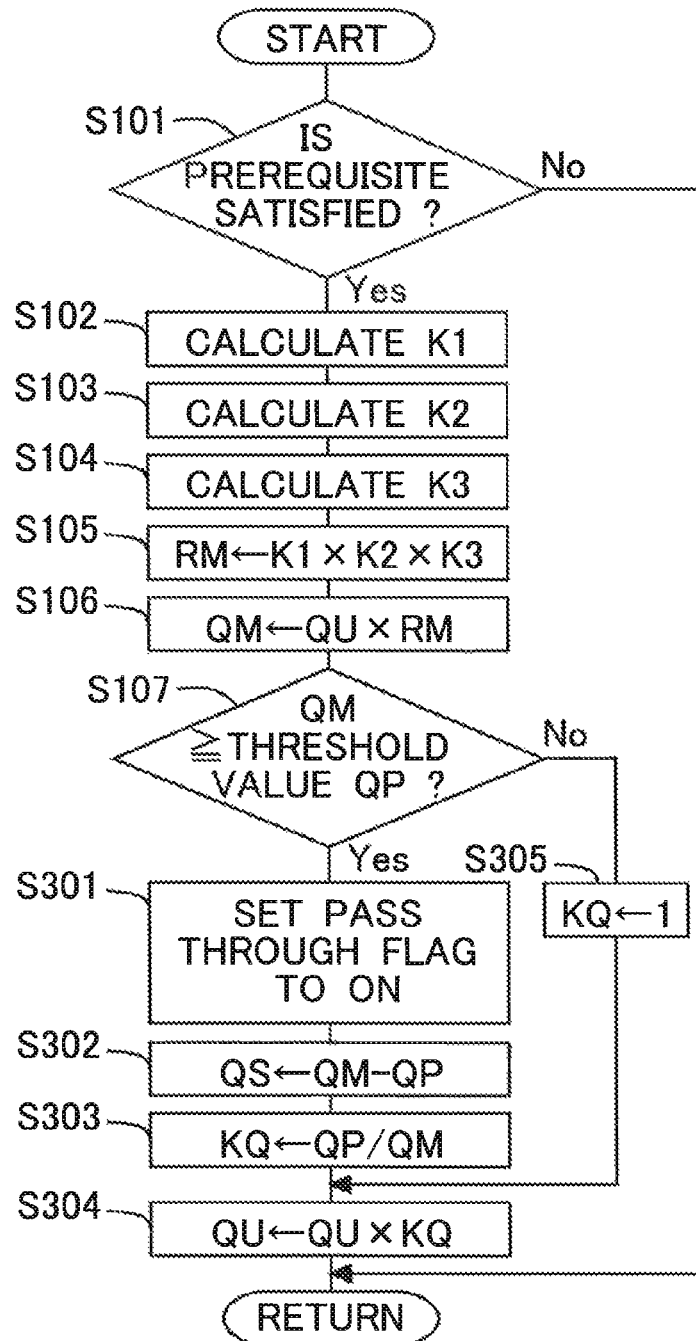 START
S101
IS
PREREQUISITE
SATISFIED ?
No
Yes
S102
CALCULATE K1
S103
CALCULATE K2
S104
CALCULATE K3
S105
RM←K1×K2×K3
S106
QM←QU×RM
S107
QM
≧THRESHOLD
VALUE QP ?
No
Yes
S305
KQ←1
S301
SET PASS
THROUGH FLAG
TO ON
S302
QS←QM-QP
S303
KQ←QP/QM
S304
QU←QU×KQ
RETURN